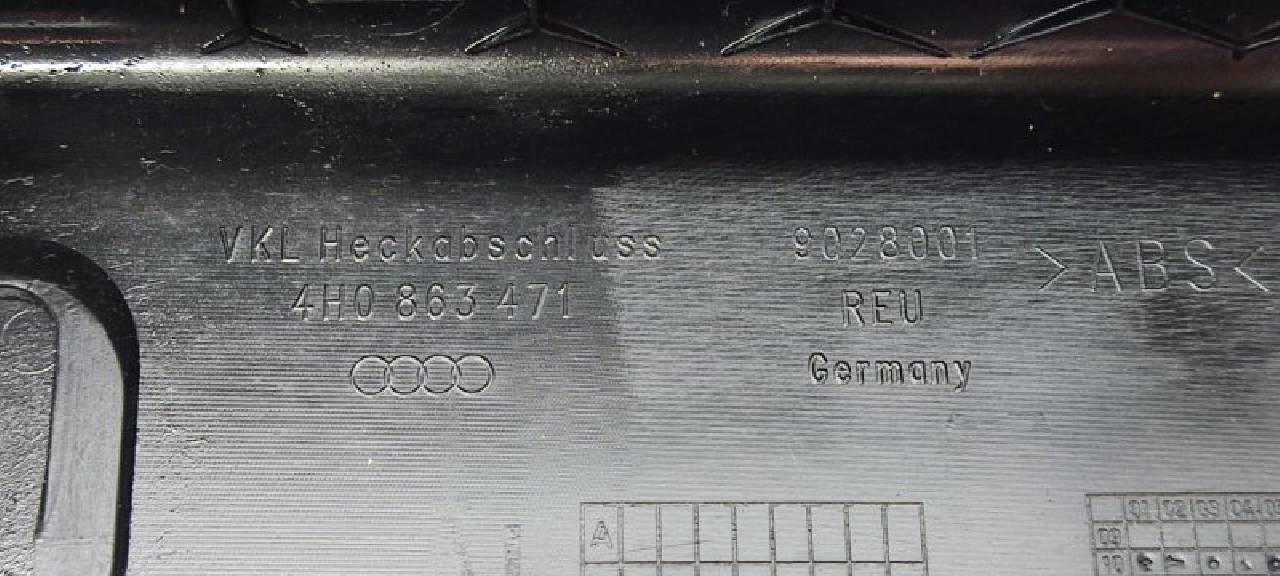 VKL Heckabschluss
4H0 863 471
9028001
REU
Germany
>ABS<
A
01 02 03 04
09
10